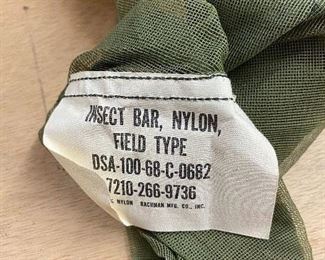 INSECT BAR, NYLON,
FIELD TYPE
DSA-100-68-C-0682
7210-266-9736
NYLON BACHMAN MFG. CO., INC.